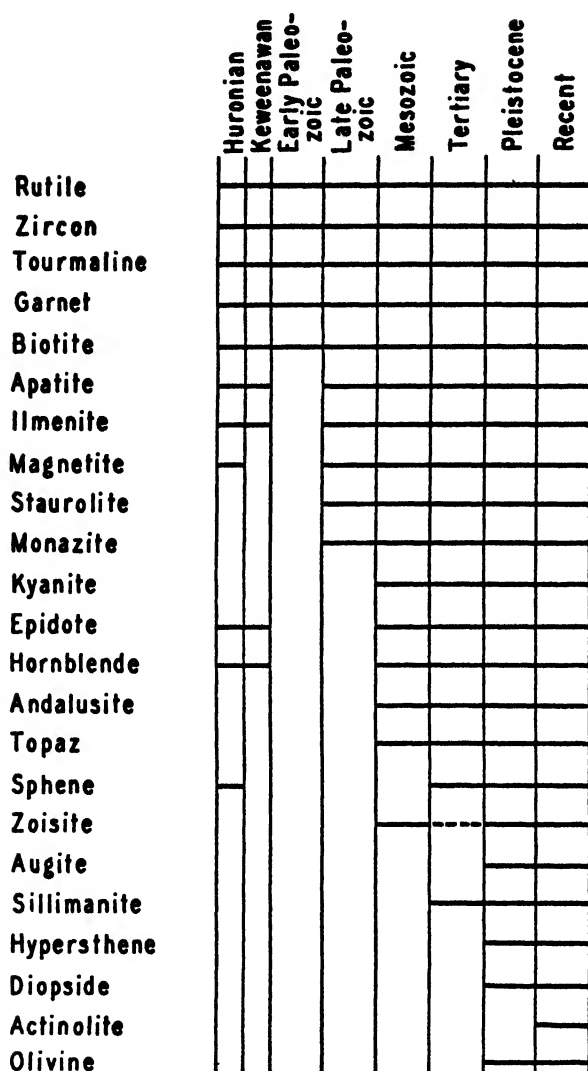 Huronian
Keweenawan
Early Paleo-
zoic
Late Paleo-
zoic
Mesozoic
Tertiary
Pleistocene
Recent
Rutile
Zircon
Tourmaline
Garnet
Biotite
Apatite
Ilmenite
Magnetite
Staurolite
Monazite
Kyanite
Epidote
Hornblende
Andalusite
Topaz
Sphene
Zoisite
Augite
Sillimanite
Hypersthene
Diopside
Actinolite
Olivine